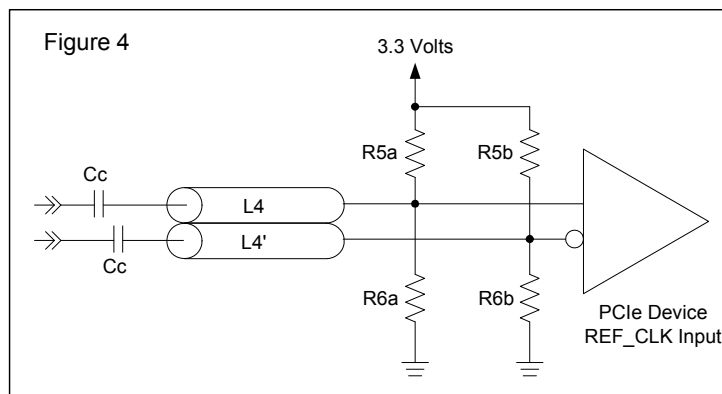 Figure 4
3.3 Volts
R5a
R5b
Cc
L4
L4'
Cc
R6a
R6b
PCIe Device
REF_CLK Input